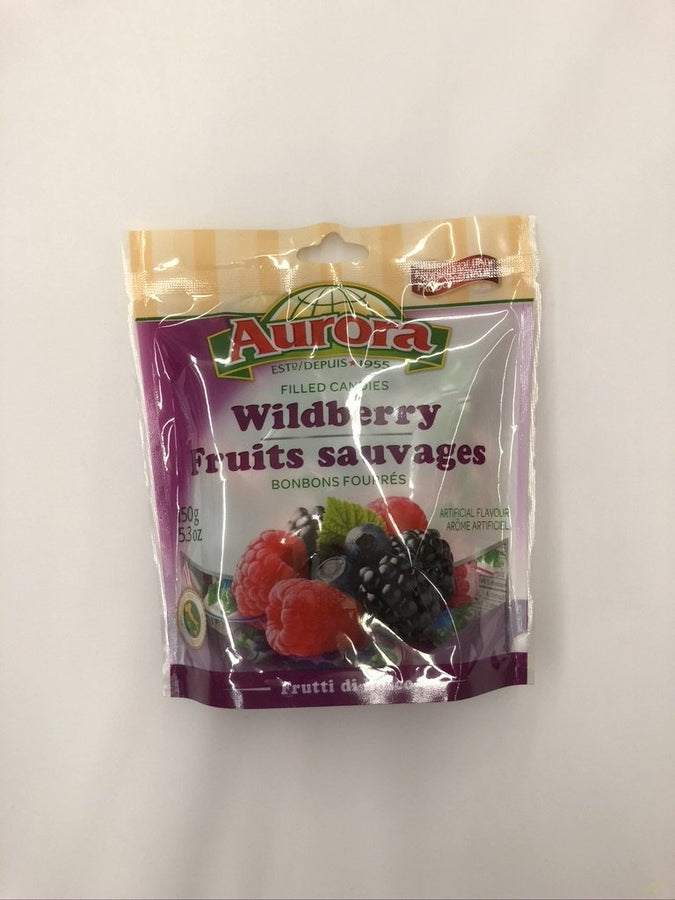 Aurora
ESTD/DEPUIS★1955
FILLED CANDIES
Wildberry
Fruits sauvages
BONBONS FOURRÉS
150g
5.3 oz
ARTIFICIAL FLAVOUR
ARÔME ARTIFICIEL
Frutti di